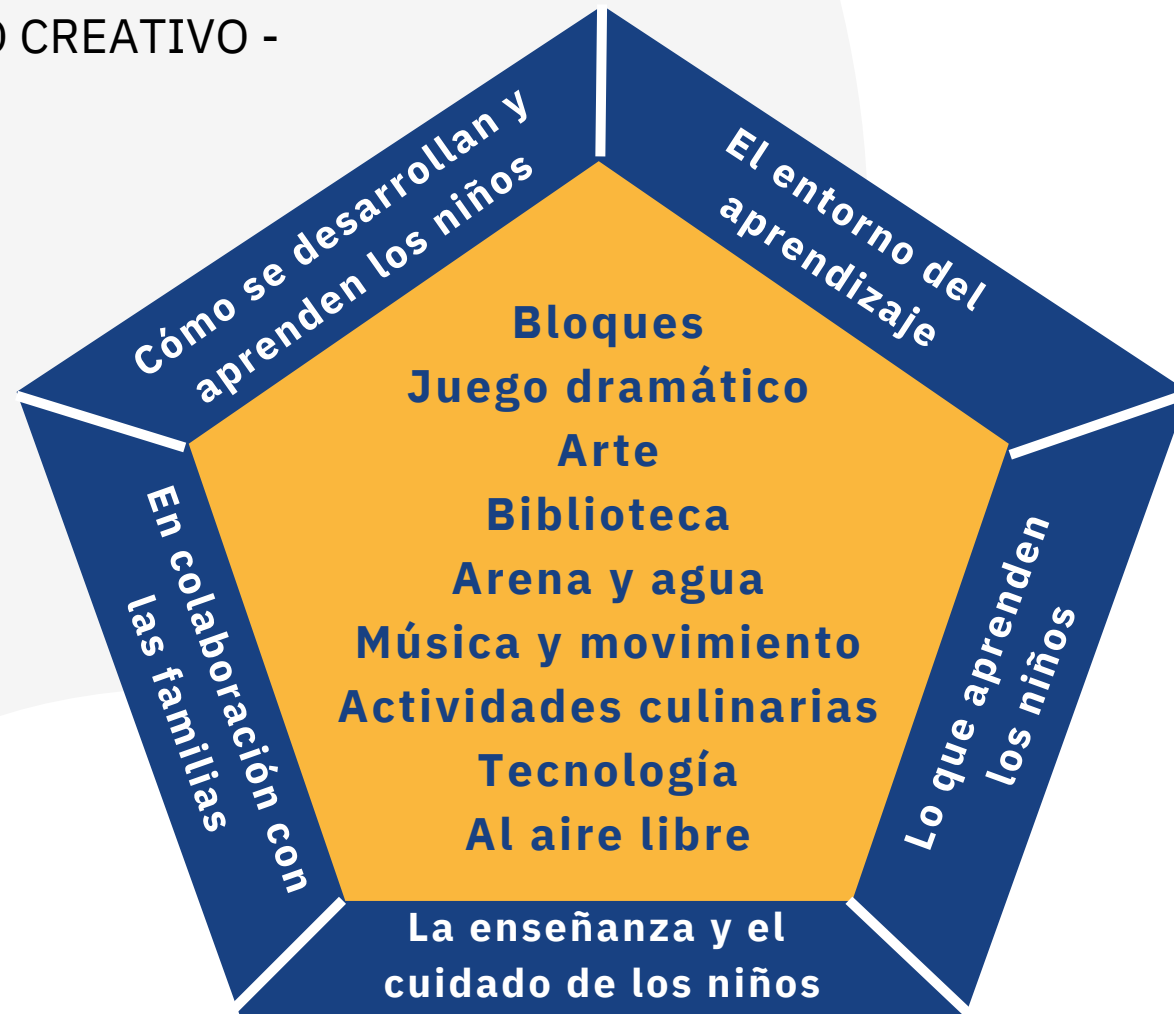 O CREATIVO -
Cómo se desarrollan y
aprenden los niños
El entorno del
aprendizaje
Bloques
Juego dramático
Arte
Biblioteca
Arena y agua
Música y movimiento
Actividades culinarias
Tecnología
Al aire libre
En colaboración con
las familias
Lo que aprenden
los niños
La enseñanza y el
cuidado de los niños